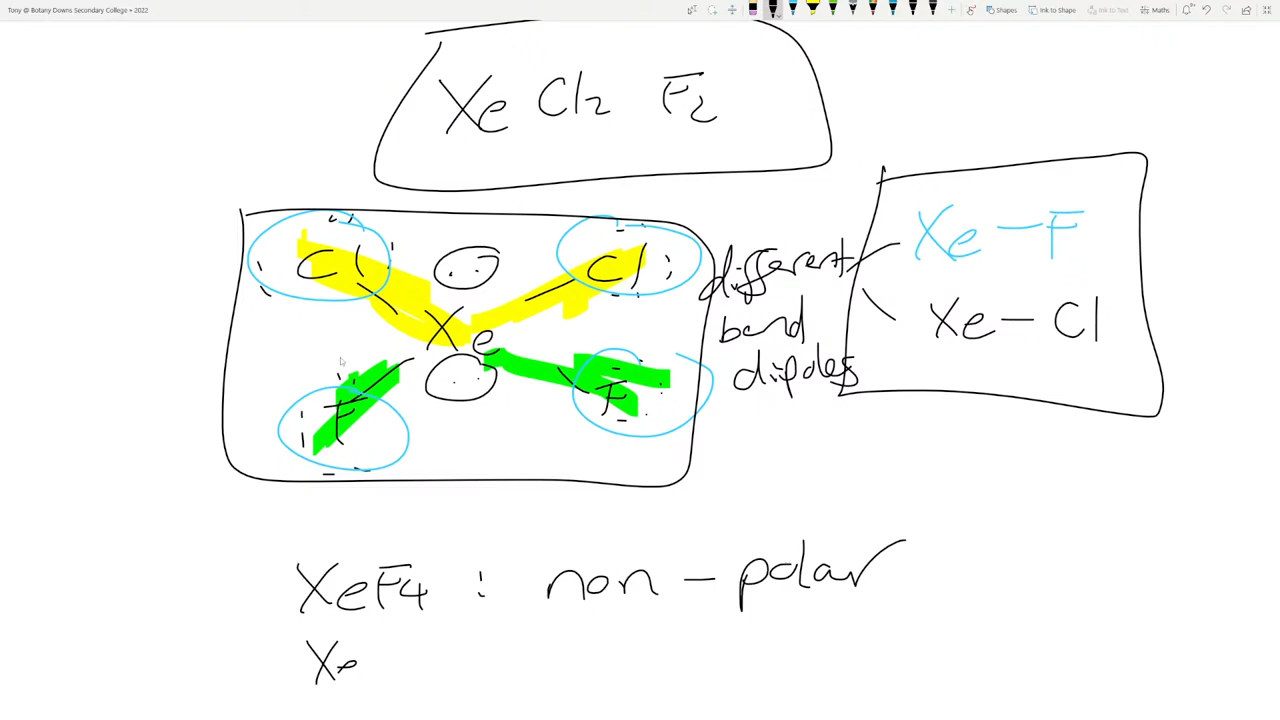 Tony @ Botany Downs Secondary College • 2022
Shapes
Ink to Shape
Ink to Text
Maths
Xe Cl2 F2
Cl Cl
Xe
F F
different
bond
dipoles
Xe - F
Xe - Cl
XeF4 : non - polar
Xe